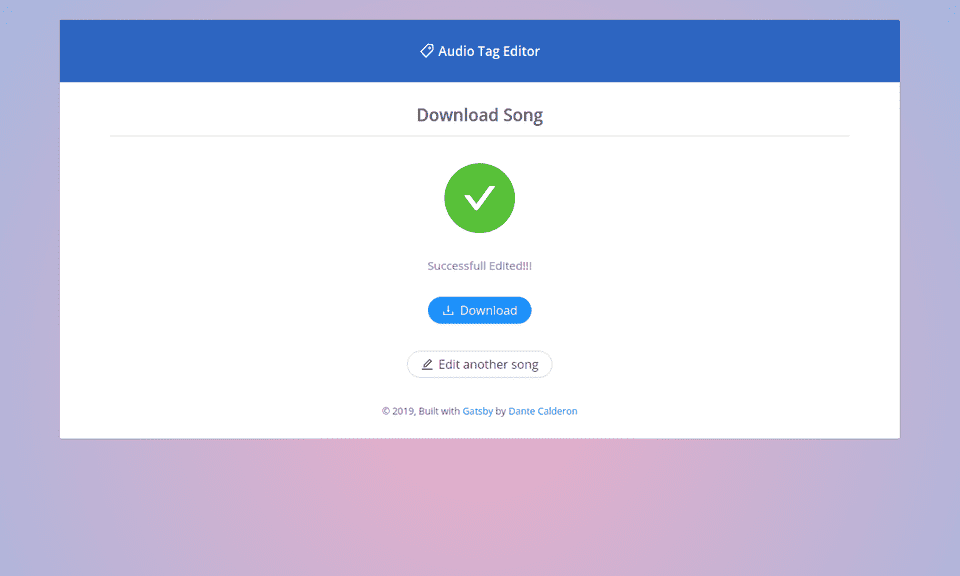 Audio Tag Editor
Download Song
Successfull Edited!!!
Download
Edit another song
© 2019, Built with Gatsby by Dante Calderon